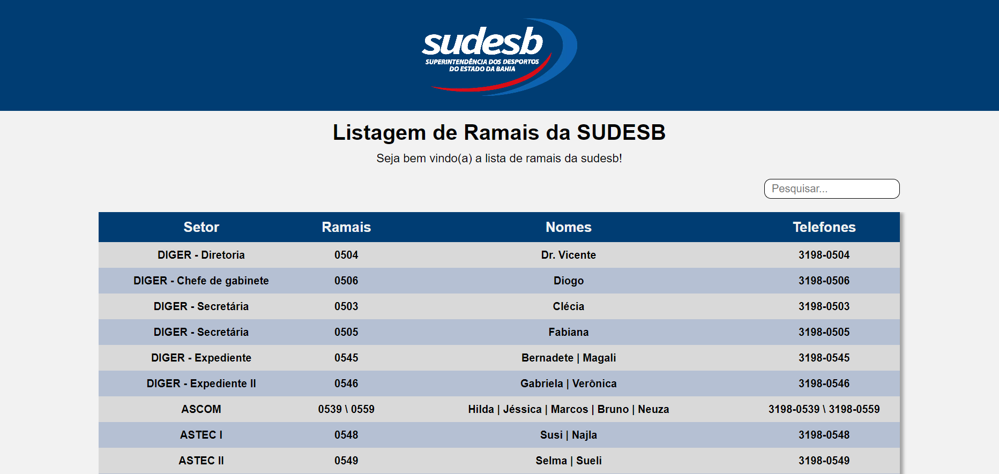 sudesb
SUPERINTENDÊNCIA DOS DESPORTOS
DO ESTADO DA BAHIA
Listagem de Ramais da SUDESB
Seja bem vindo(a) a lista de ramais da sudesb!
Pesquisar...
Setor Ramais Nomes Telefones
DIGER - Diretoria 0504 Dr. Vicente 3198-0504
DIGER - Chefe de gabinete 0506 Diogo 3198-0506
DIGER - Secretária 0503 Clécia 3198-0503
DIGER - Secretária 0505 Fabiana 3198-0505
DIGER - Expediente 0545 Bernadete | Magali 3198-0545
DIGER - Expediente II 0546 Gabriela | Verônica 3198-0546
ASCOM 0539 \ 0559 Hilda | Jéssica | Marcos | Bruno | Neuza 3198-0539 \ 3198-0559
ASTEC I 0548 Susi | Najla 3198-0548
ASTEC II 0549 Selma | Sueli 3198-0549